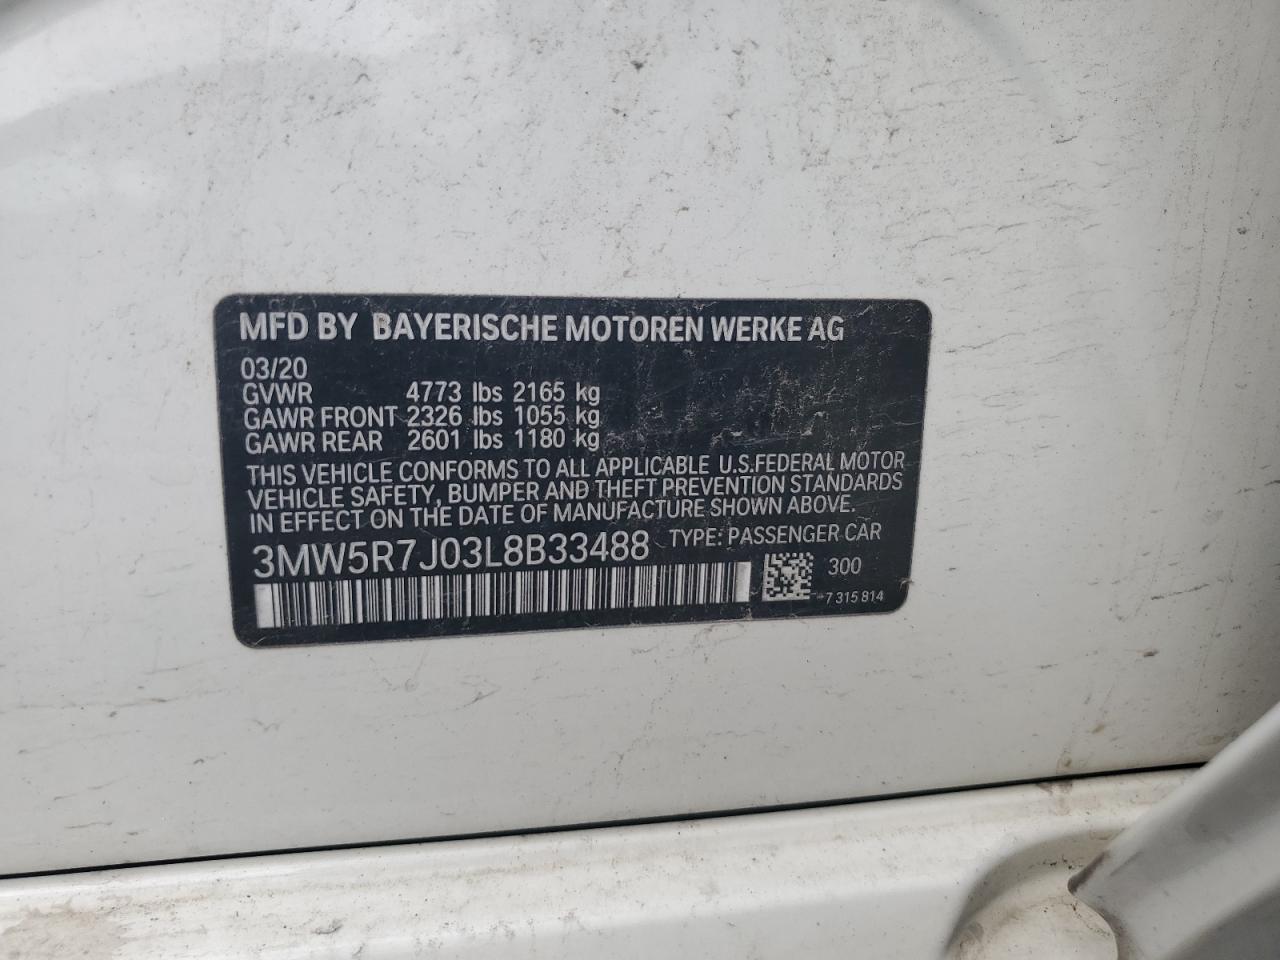 MFD BY BAYERISCHE MOTOREN WERKE AG
03/20
GVWR 4773 lbs 2165 kg
GAWR FRONT 2326 lbs 1055 kg
GAWR REAR 2601 lbs 1180 kg
THIS VEHICLE CONFORMS TO ALL APPLICABLE U.S.FEDERAL MOTOR
VEHICLE SAFETY, BUMPER AND THEFT PREVENTION STANDARDS
IN EFFECT ON THE DATE OF MANUFACTURE SHOWN ABOVE.
3MW5R7J03L8B33488 TYPE: PASSENGER CAR
300
7 315 814